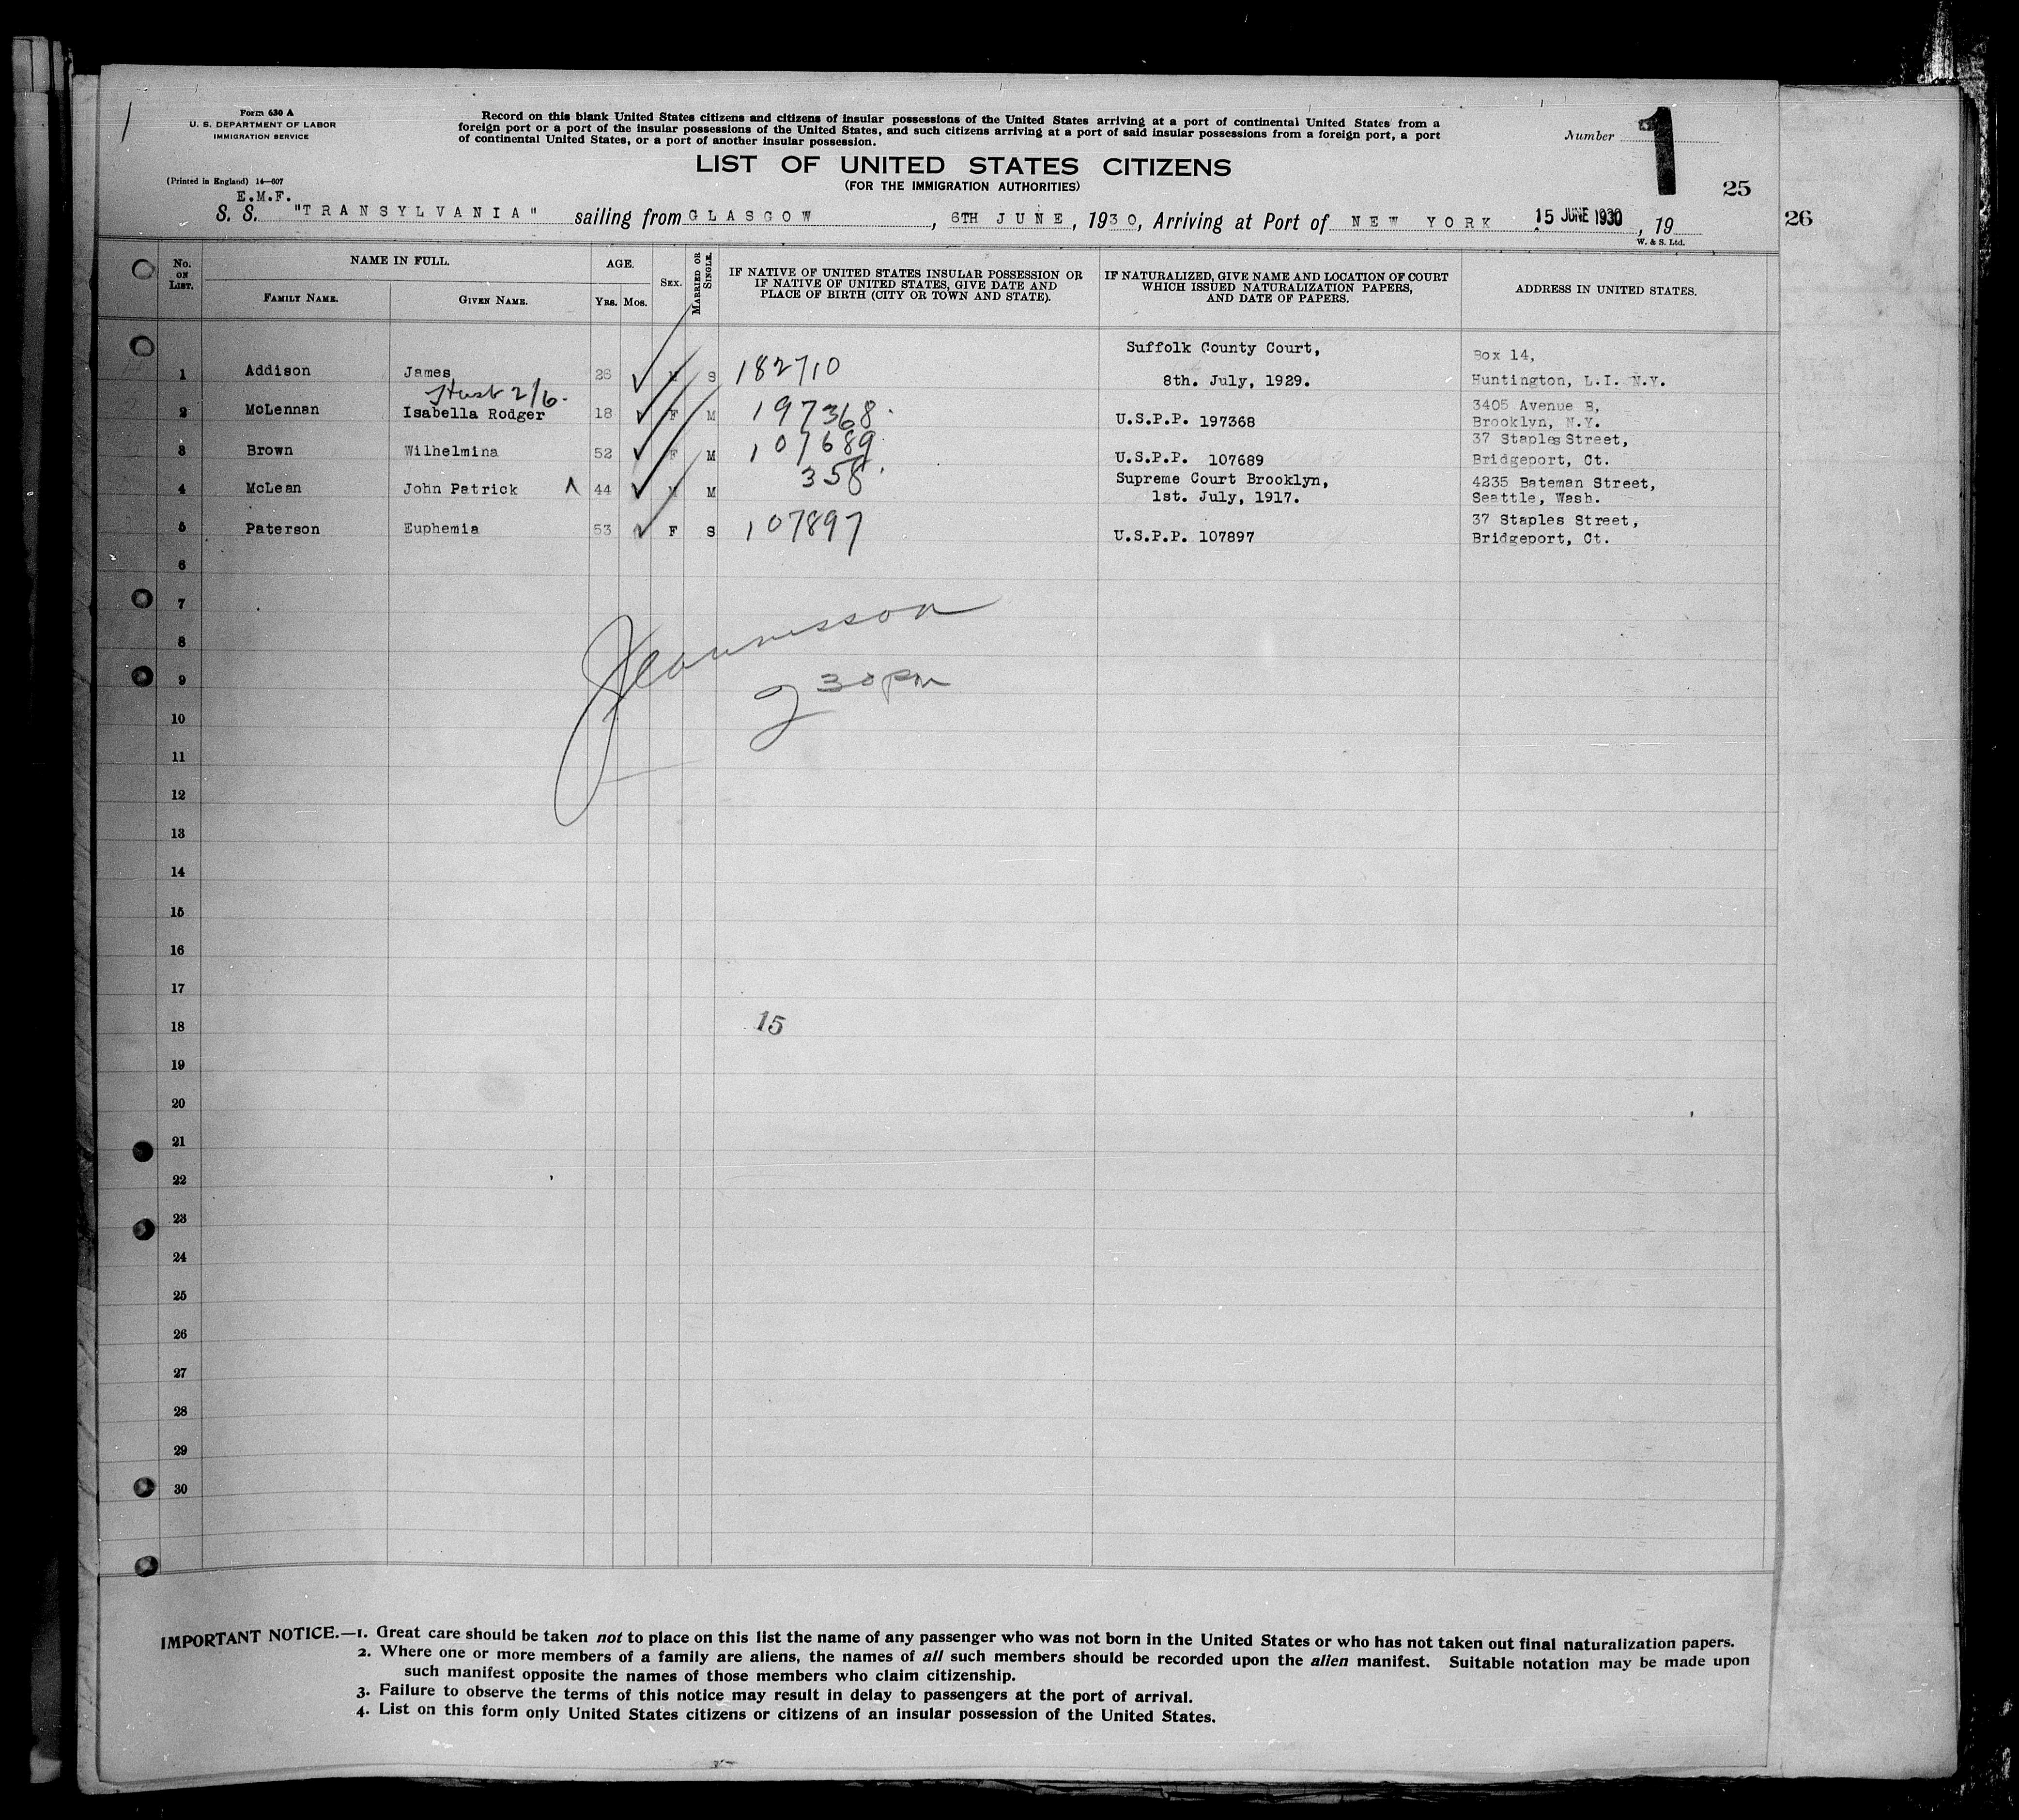 Form 630 A
U. S. DEPARTMENT OF LABOR
IMMIGRATION SERVICE
Record on this blank United States citizens and citizens of insular possessions of the United States arriving at a port of continental United States from a
foreign port or a port of the insular possessions of the United States, and such citizens arriving at a port of said insular possessions from a foreign port, a port
of continental United States, or a port of another insular possession.
Number 1
LIST OF UNITED STATES CITIZENS
(FOR THE IMMIGRATION AUTHORITIES)
(Printed in England) 14—607
25
26
E.M.F.
S. S. "TRANSYLVANIA" sailing from GLASGOW, 6TH JUNE, 1930, Arriving at Port of NEW YORK 15 JUNE 1930, 19
W. & S. Ltd.
No. ON LIST. NAME IN FULL. FAMILY NAME. GIVEN NAME. AGE. YRS. MOS. SEX. MARRIED OR SINGLE. IF NATIVE OF UNITED STATES INSULAR POSSESSION OR IF NATIVE OF UNITED STATES, GIVE DATE AND PLACE OF BIRTH (CITY OR TOWN AND STATE). IF NATURALIZED, GIVE NAME AND LOCATION OF COURT WHICH ISSUED NATURALIZATION PAPERS, AND DATE OF PAPERS. ADDRESS IN UNITED STATES.
Suffolk County Court, Box 14,
1 Addison James 26 M S 182710 8th. July, 1929. Huntington, L.I. N.Y.
2/6.
3405 Avenue B,
2 McLennan Isabella Rodger 18 F M 197368. U.S.P.P. 197368 Brooklyn, N.Y.
37 Staples Street,
3 Brown Wilhelmina 52 F M 107689 U.S.P.P. 107689 Bridgeport, Ct.
358. Supreme Court Brooklyn, 4235 Bateman Street,
4 McLean John Patrick 44 M M 1st. July, 1917. Seattle, Wash.
37 Staples Street,
5 Paterson Euphemia 53 F S 107897 U.S.P.P. 107897 Bridgeport, Ct.
6
7
8
9
2 30 PM
10
11
12
13
14
15
16
17
18
15
19
20
21
22
23
24
25
26
27
28
29
30
IMPORTANT NOTICE.—1. Great care should be taken not to place on this list the name of any passenger who was not born in the United States or who has not taken out final naturalization papers.
2. Where one or more members of a family are aliens, the names of all such members should be recorded upon the alien manifest. Suitable notation may be made upon
such manifest opposite the names of those members who claim citizenship.
3. Failure to observe the terms of this notice may result in delay to passengers at the port of arrival.
4. List on this form only United States citizens or citizens of an insular possession of the United States.